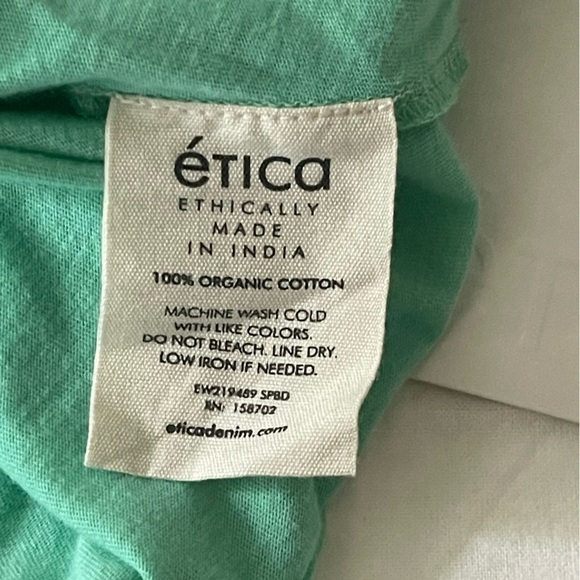 éTICa
ETHICALLY
MADE
IN INDIA
100% ORGANIC COTTON
MACHINE WASH COLD
WITH LIKE COLORS.
DO NOT BLEACH. LINE DRY.
LOW IRON IF NEEDED.
EW219489 SPBD
RN: 158702
eticadenim.com